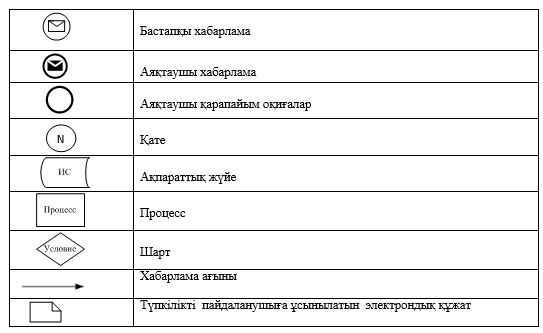 Бастапқы хабарлама
Аяқтаушы хабарлама
Аяқтаушы қарапайым оқиғалар
N
Қате
ИС
Ақпараттық жүйе
Процесс
Процесс
Условие
Шарт
Хабарлама ағыны
Түпкілікті пайдаланушыға ұсынылатын электрондық құжат